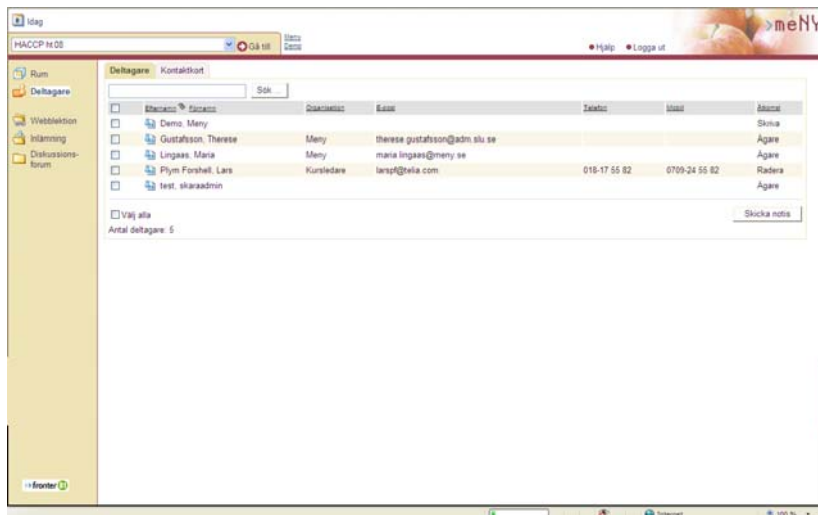 Idag
>meNY
HACCP ht 08
Gå till
Meny
Demo
Hjälp
Logga ut
Rum
Deltagare
Webblektion
Inlämning
Diskussions-
forum
Deltagare Kontaktkort
Sök ...
Efternamn Förnamn Organisation E-post Telefon Mobil Åtkomst
Demo, Meny Skriva
Gustafsson, Therese Meny therese.gustafsson@adm.slu.se Ägare
Lingaas, Maria Meny maria.lingaas@meny.se Ägare
Plym Forshell, Lars Kursledare larspf@telia.com 018-17 55 82 0709-24 55 82 Radera
test, skaraadmin Ägare
Välj alla
Skicka notis
Antal deltagare: 5
fronter
Internet
100 %